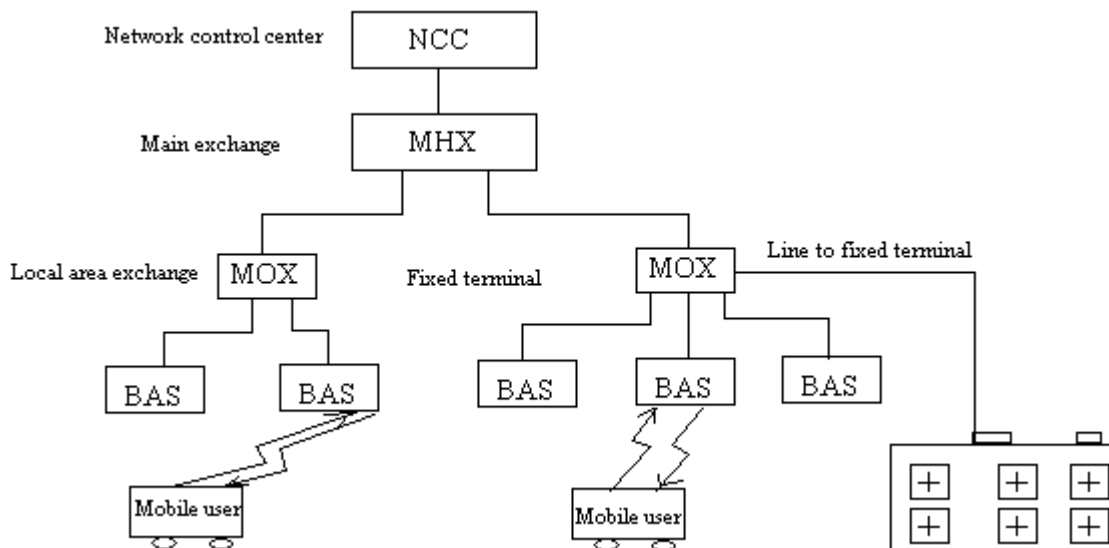 Network control center
NCC
Main exchange
MHX
Local area exchange
MOX
Fixed terminal
MOX
Line to fixed terminal
BAS
BAS
BAS
BAS
BAS
Mobile user
Mobile user